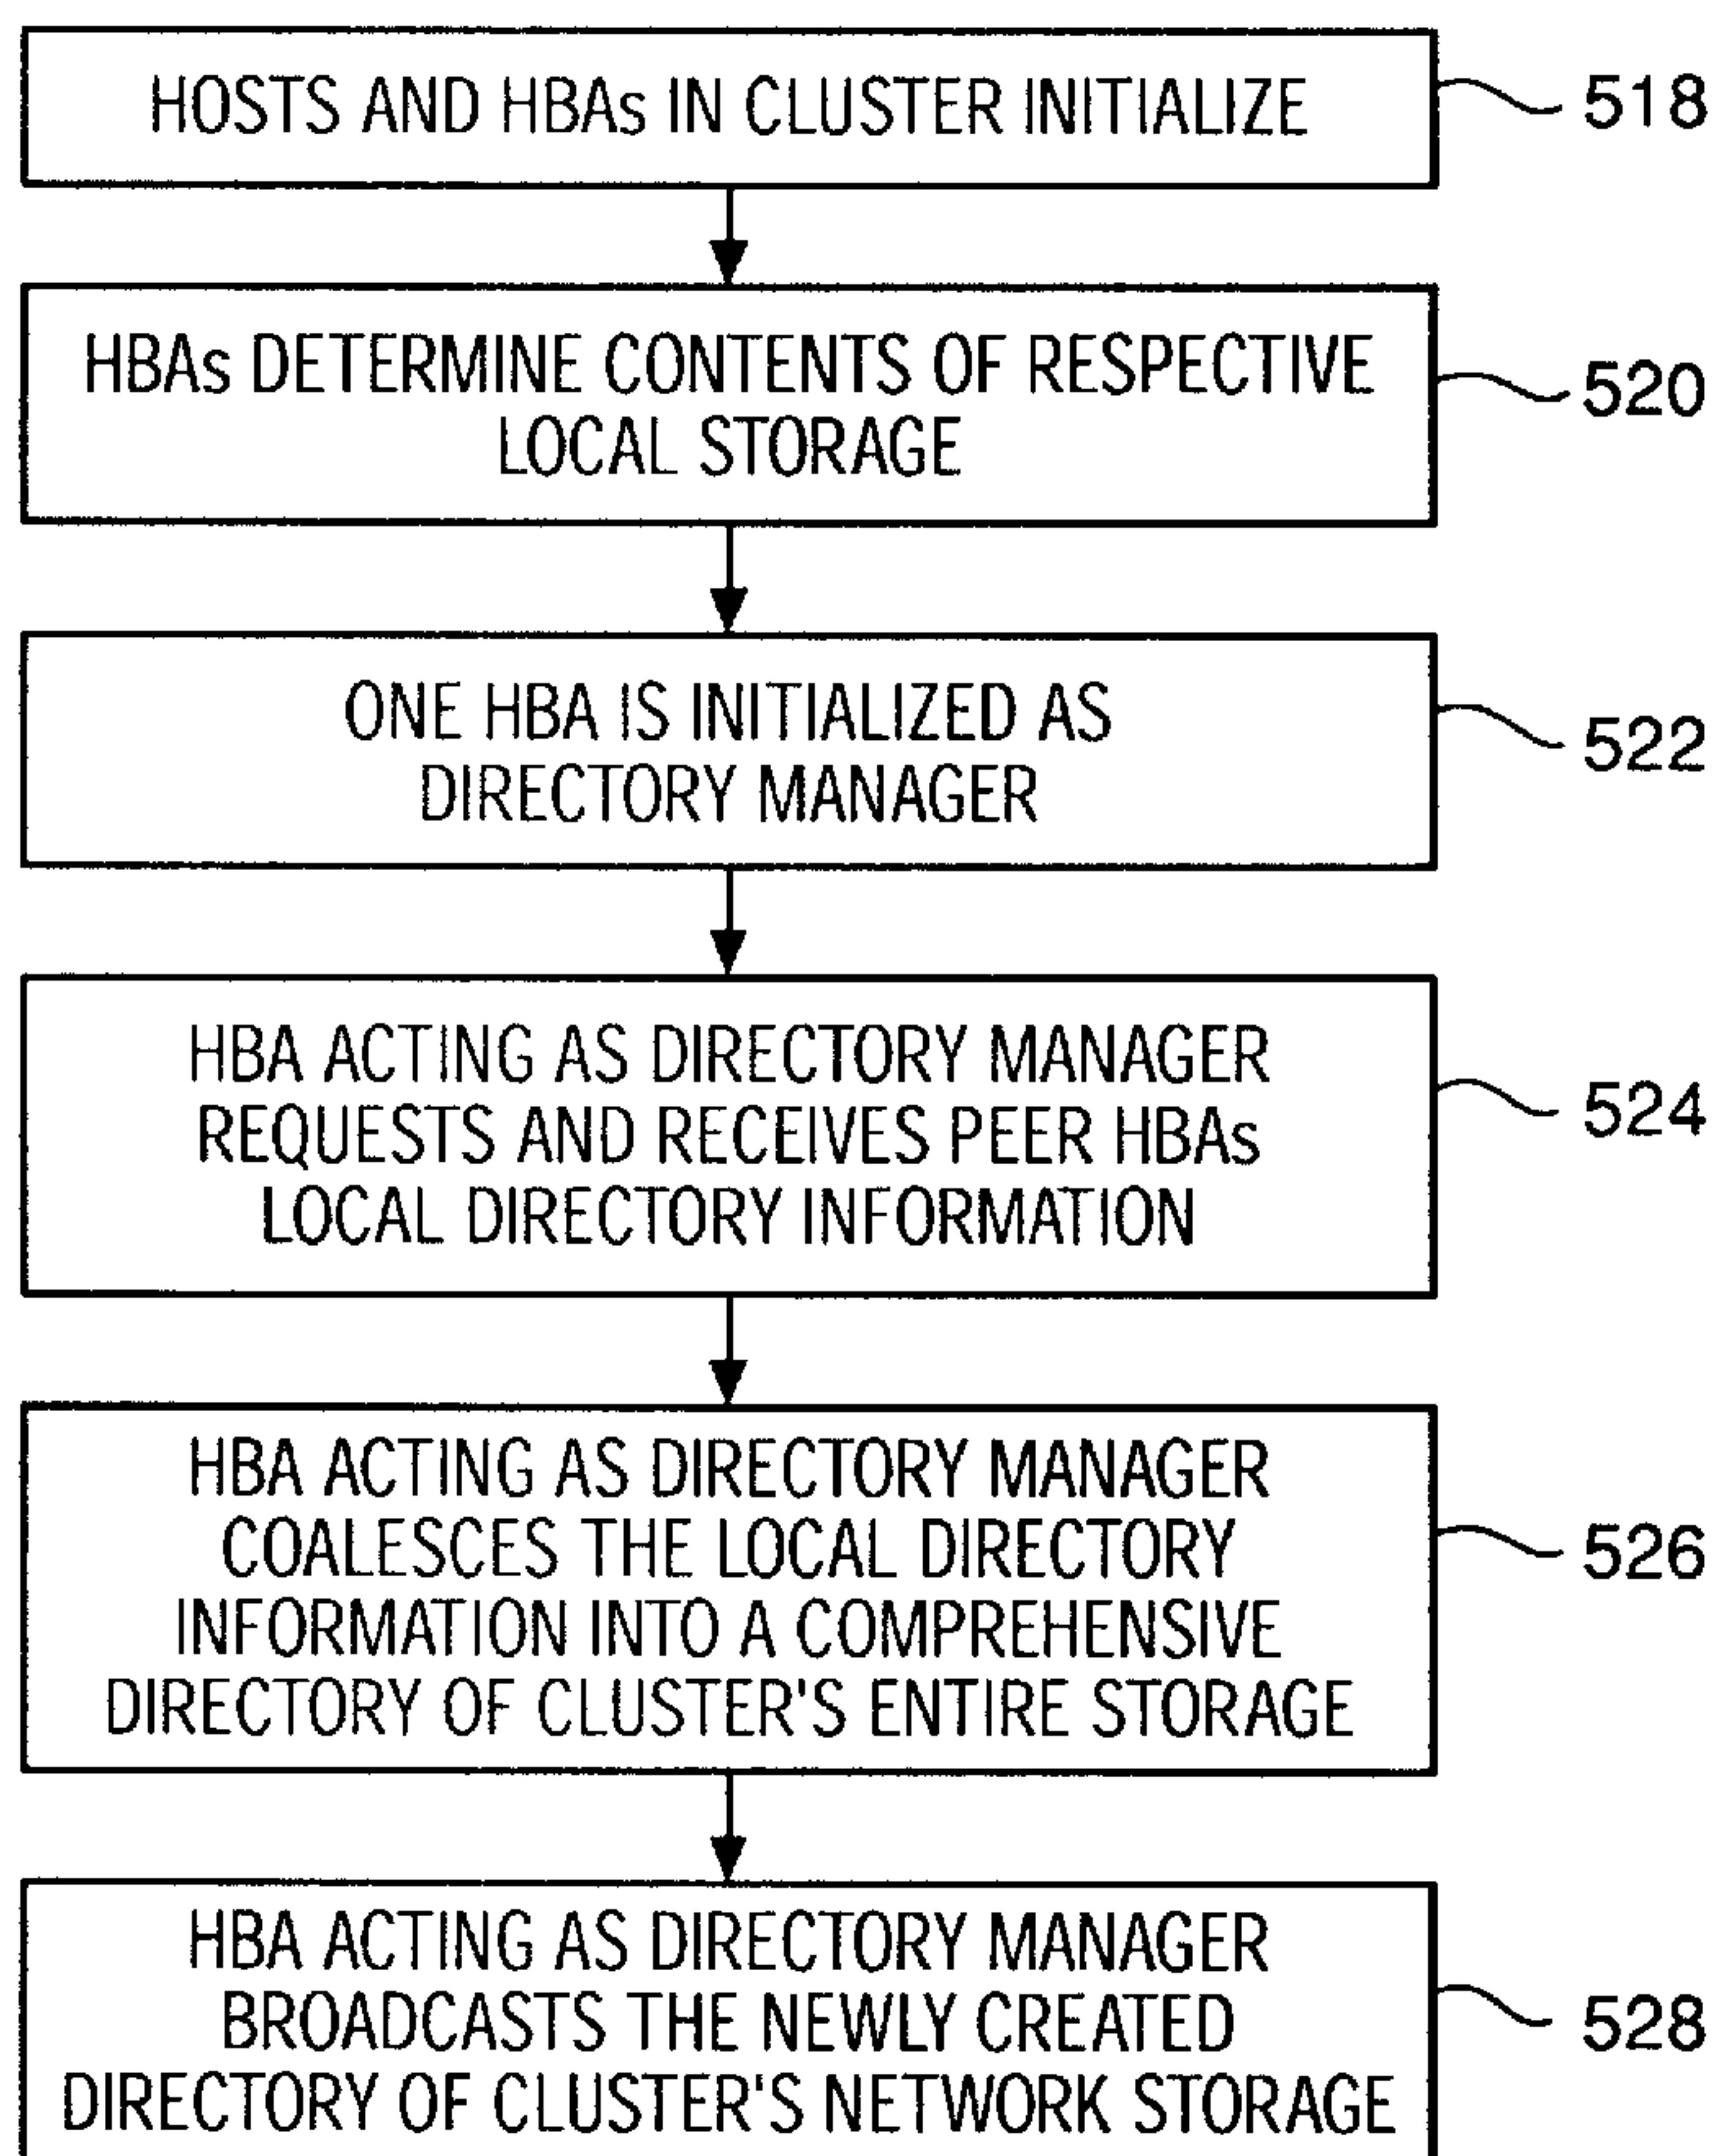 HOSTS AND HBAs IN CLUSTER INITIALIZE
518
HBAs DETERMINE CONTENTS OF RESPECTIVE
LOCAL STORAGE
520
ONE HBA IS INITIALIZED AS
DIRECTORY MANAGER
522
HBA ACTING AS DIRECTORY MANAGER
REQUESTS AND RECEIVES PEER HBAs
LOCAL DIRECTORY INFORMATION
524
HBA ACTING AS DIRECTORY MANAGER
COALESCES THE LOCAL DIRECTORY
INFORMATION INTO A COMPREHENSIVE
DIRECTORY OF CLUSTER'S ENTIRE STORAGE
526
HBA ACTING AS DIRECTORY MANAGER
BROADCASTS THE NEWLY CREATED
DIRECTORY OF CLUSTER'S NETWORK STORAGE
528